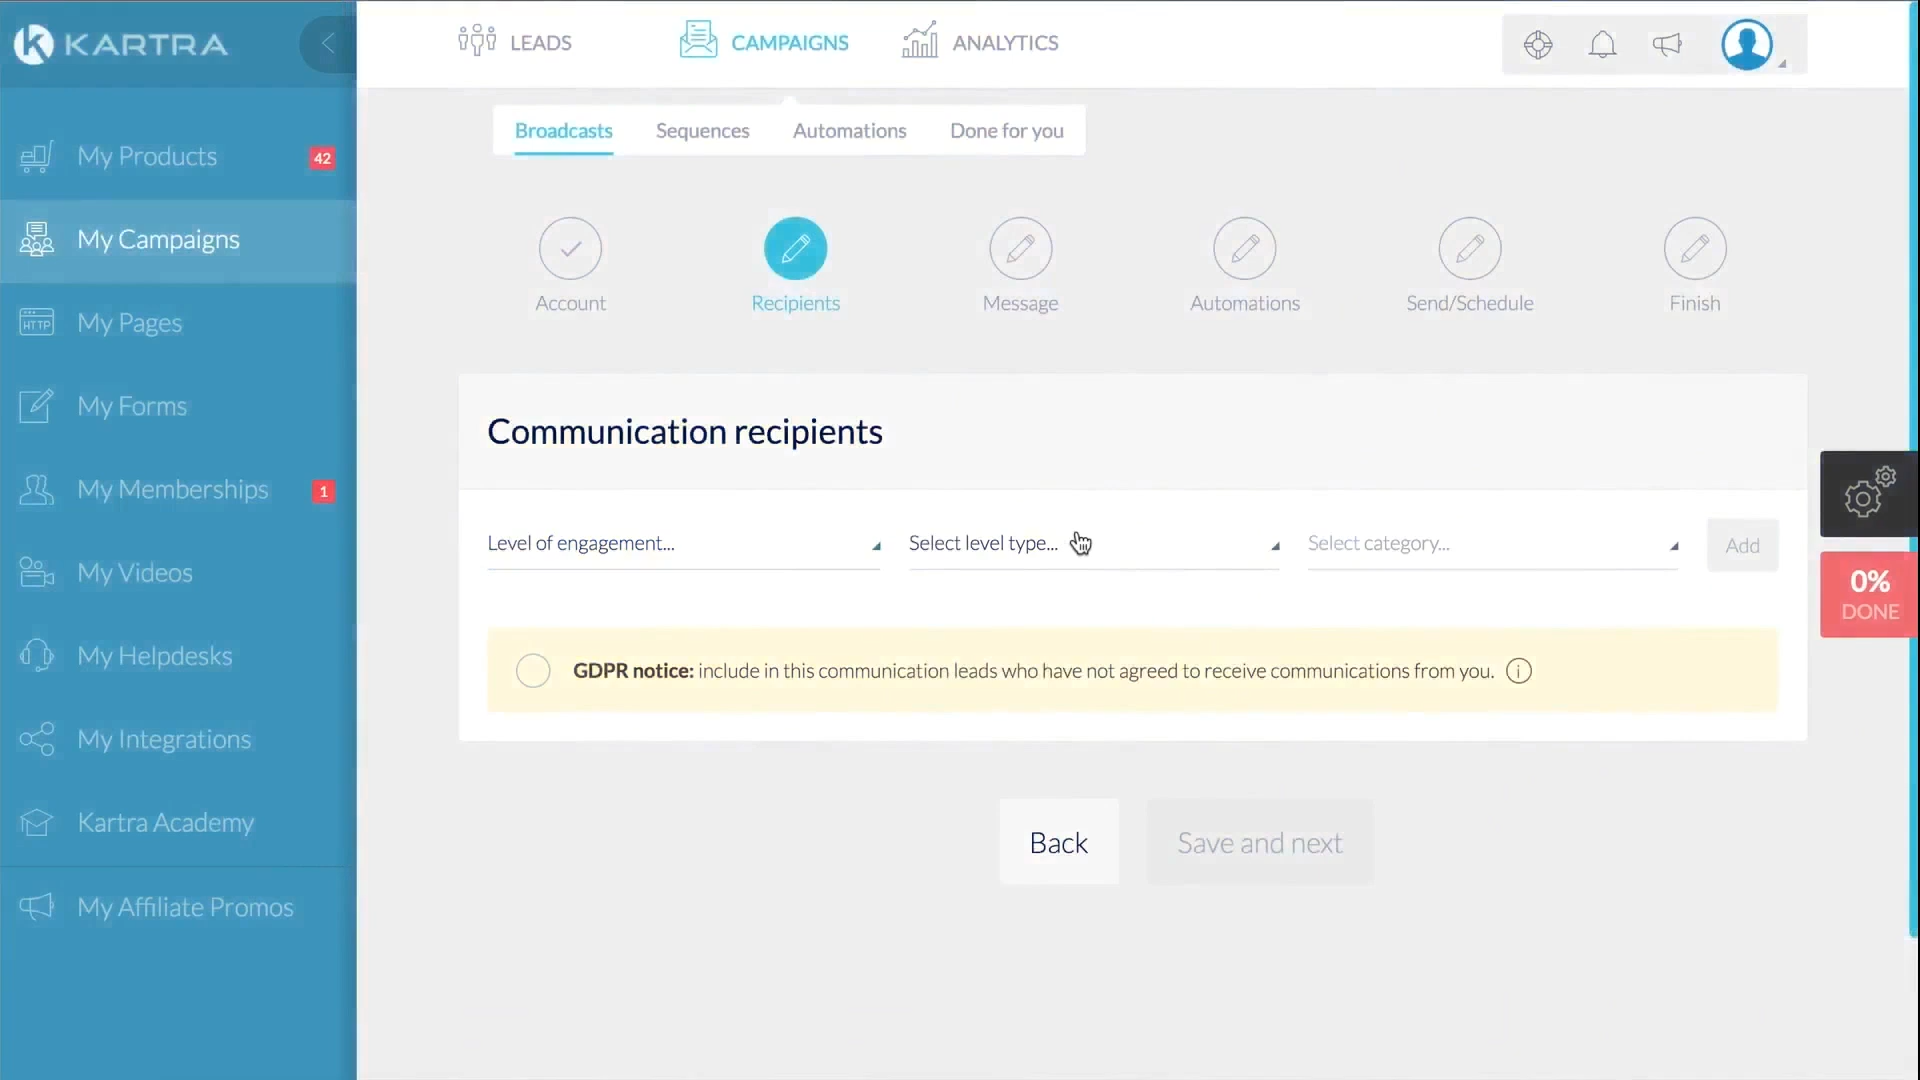 KARTRA
LEADS
CAMPAIGNS
ANALYTICS
Broadcasts
Sequences
Automations
Done for you
My Products
42
My Campaigns
My Pages
HTTP
My Forms
My Memberships
1
My Videos
My Helpdesks
My Integrations
Kartra Academy
My Affiliate Promos
Account
Recipients
Message
Automations
Send/Schedule
Finish
Communication recipients
Level of engagement...
Select level type...
Select category...
Add
GDPR notice: include in this communication leads who have not agreed to receive communications from you.
Back
Save and next
0%
DONE